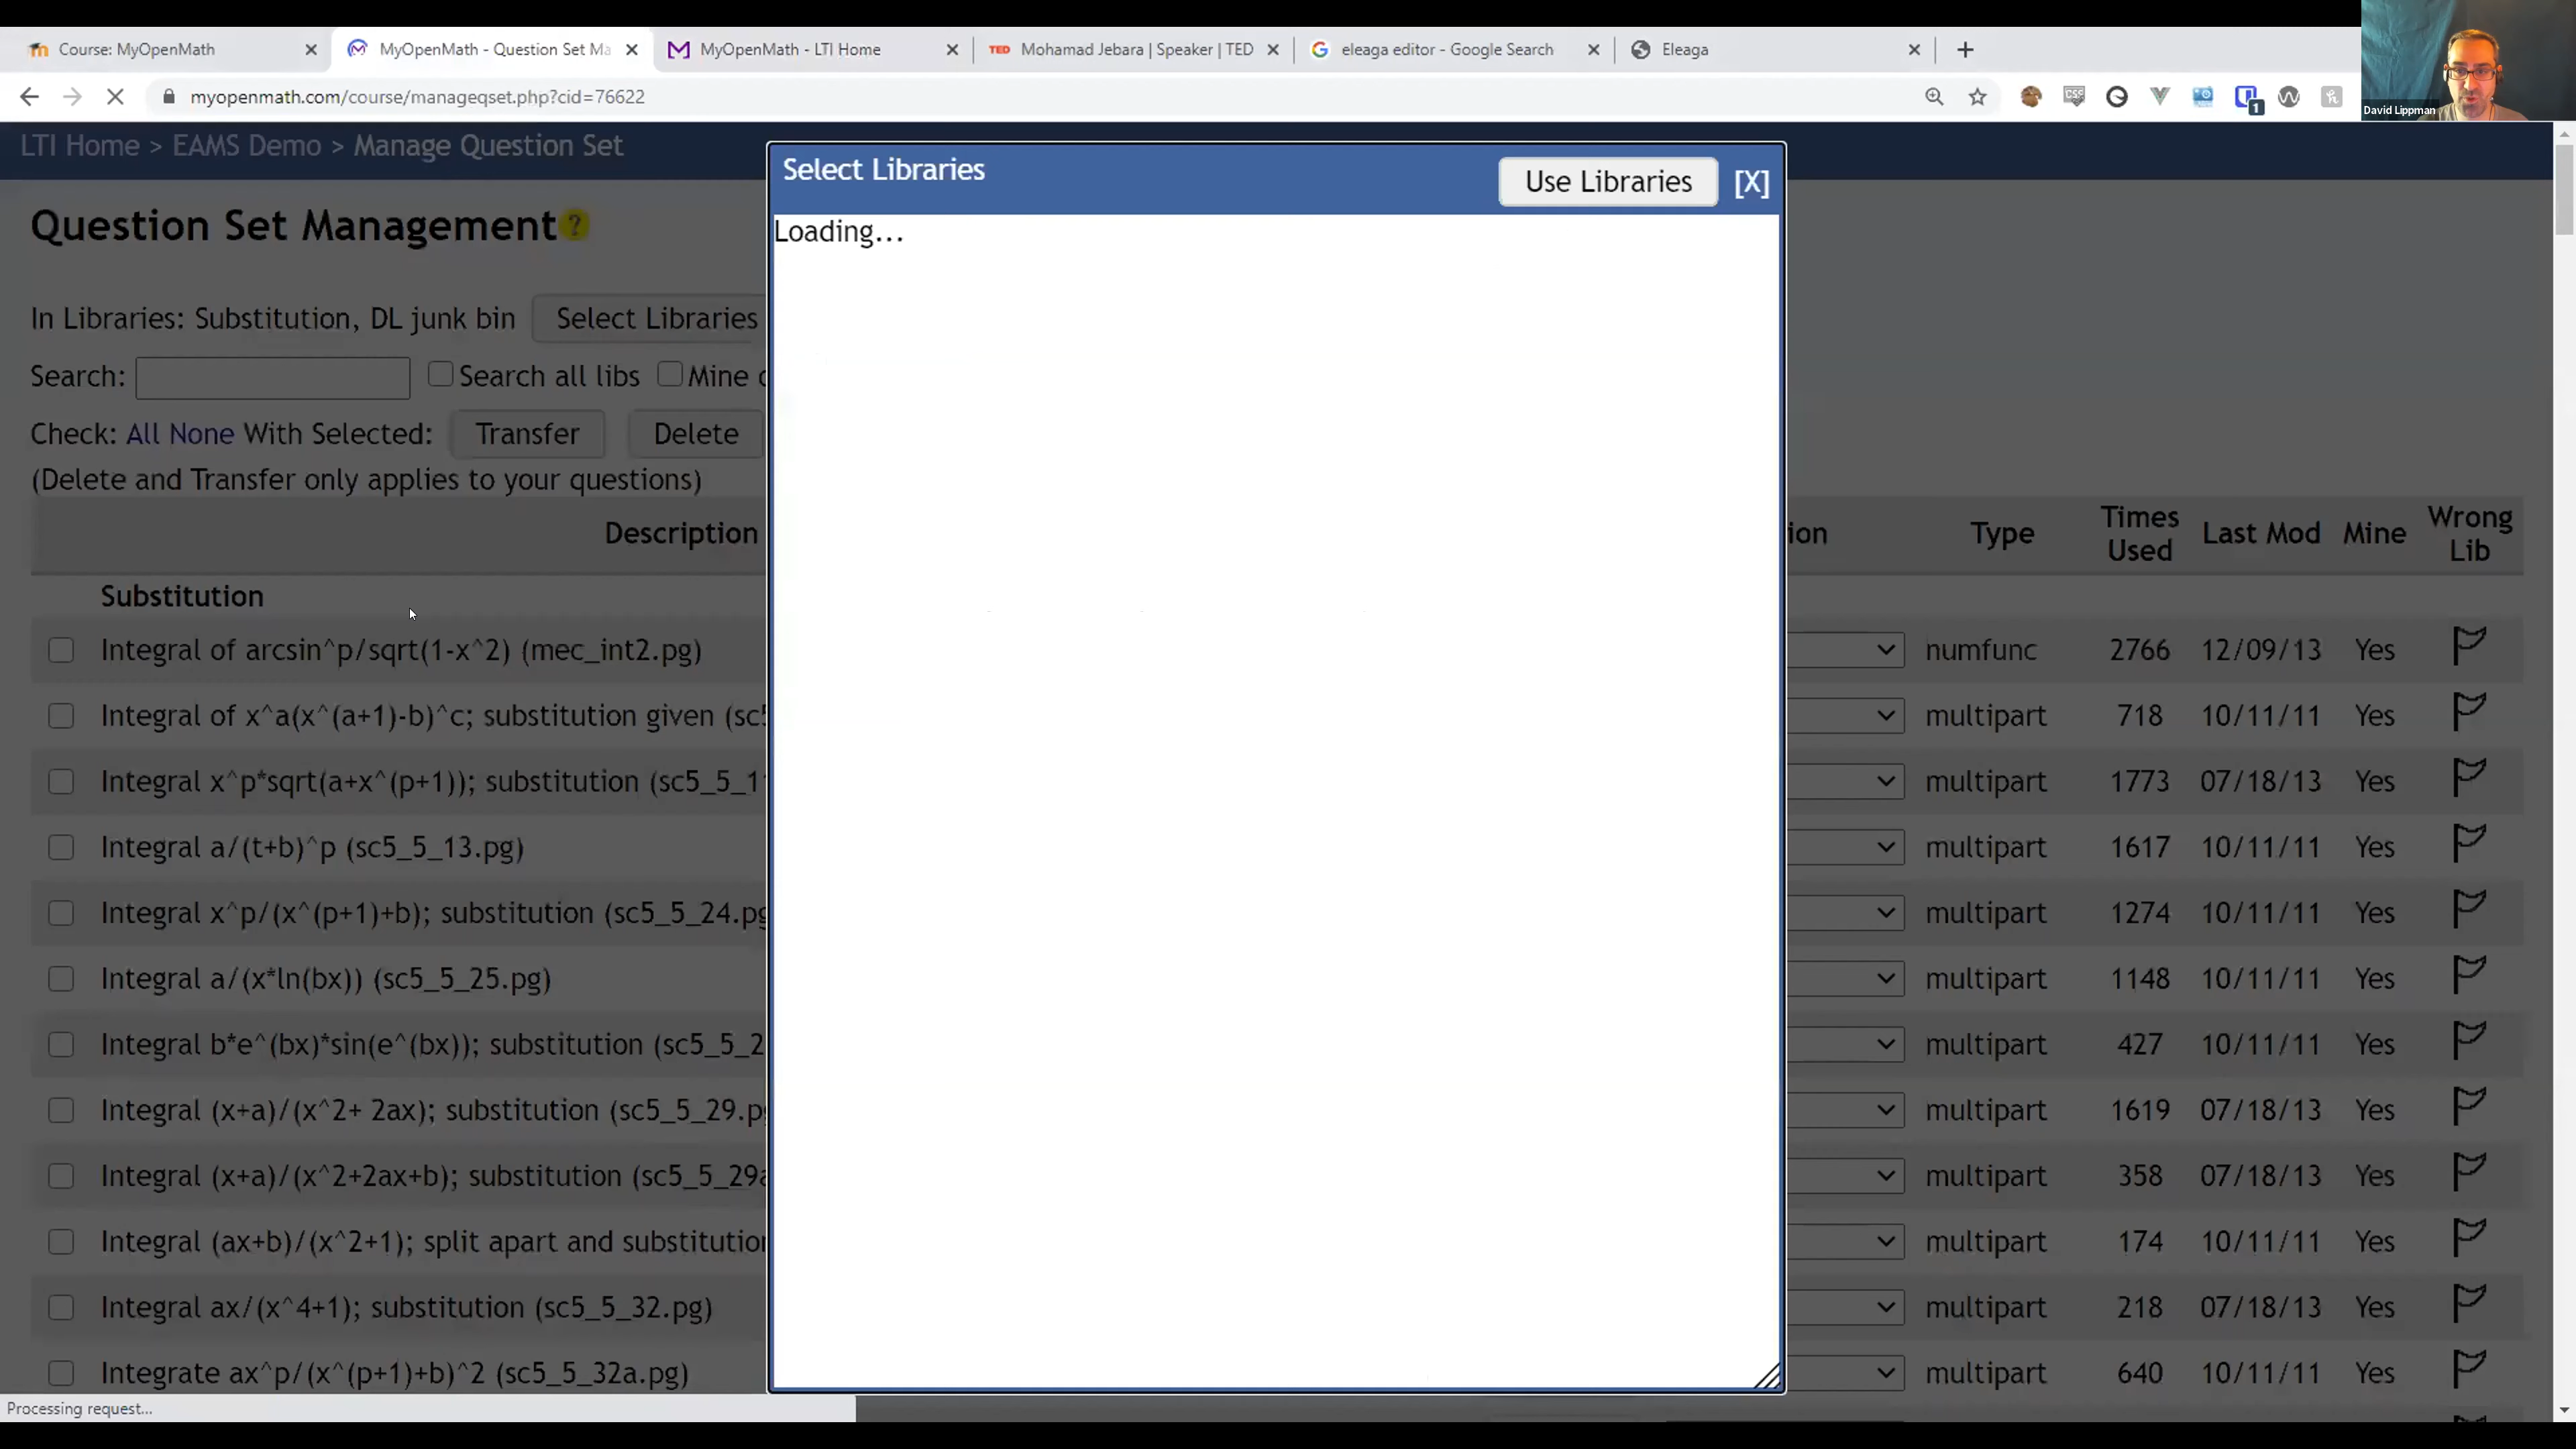 Course: MyOpenMath
MyOpenMath - Question Set Ma
MyOpenMath - LTI Home
TED Mohamad Jebara | Speaker | TED
eleaga editor - Google Search
Eleaga
myopenmath.com/course/manageqset.php?cid=76622
1
David Lippman
LTI Home > EAMS Demo > Manage Question Set
Select Libraries
Use Libraries
[X]
Loading...
Question Set Management ?
In Libraries: Substitution, DL junk bin
Select Libraries
Search:
Search all libs
Mine o
Check: All None With Selected:
Transfer
Delete
(Delete and Transfer only applies to your questions)
Description
ion
Type
Times Used
Last Mod
Mine
Wrong Lib
Substitution
Integral of arcsin^p/sqrt(1-x^2) (mec_int2.pg) numfunc 2766 12/09/13 Yes
Integral of x^a(x^(a+1)-b)^c; substitution given (sc5 multipart 718 10/11/11 Yes
Integral x^p*sqrt(a+x^(p+1)); substitution (sc5_5_11 multipart 1773 07/18/13 Yes
Integral a/(t+b)^p (sc5_5_13.pg) multipart 1617 10/11/11 Yes
Integral x^p/(x^(p+1)+b); substitution (sc5_5_24.pg multipart 1274 10/11/11 Yes
Integral a/(x*ln(bx)) (sc5_5_25.pg) multipart 1148 10/11/11 Yes
Integral b*e^(bx)*sin(e^(bx)); substitution (sc5_5_2 multipart 427 10/11/11 Yes
Integral (x+a)/(x^2+ 2ax); substitution (sc5_5_29.pg multipart 1619 07/18/13 Yes
Integral (x+a)/(x^2+2ax+b); substitution (sc5_5_29a multipart 358 07/18/13 Yes
Integral (ax+b)/(x^2+1); split apart and substitution multipart 174 10/11/11 Yes
Integral ax/(x^4+1); substitution (sc5_5_32.pg) multipart 218 07/18/13 Yes
Integrate ax^p/(x^(p+1)+b)^2 (sc5_5_32a.pg) multipart 640 10/11/11 Yes
Processing request...